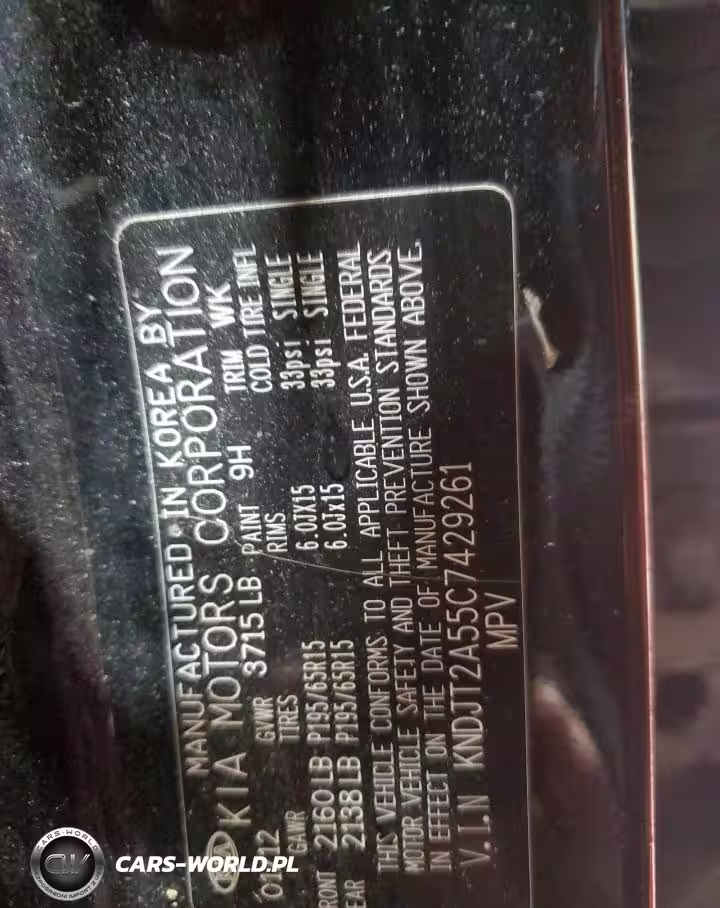 MANUFACTURED IN KOREA BY
KIA MOTORS CORPORATION
GVWR 3715 LB PAINT 9H TRIM WK
GAWR TIRES RIMS COLD TIRE INFL
2160 LB P195/65R15 6.0JX15 33psi SINGLE
2138 LB P195/65R15 6.0Jx15 33psi SINGLE
THIS VEHICLE CONFORMS TO ALL APPLICABLE U.S.A. FEDERAL
MOTOR VEHICLE SAFETY AND THEFT PREVENTION STANDARDS
IN EFFECT ON THE DATE OF MANUFACTURE SHOWN ABOVE.
V.I.N KNDJT2A55C7429261
MPV
CARS-WORLD
CW
CARS-WORLD.PL